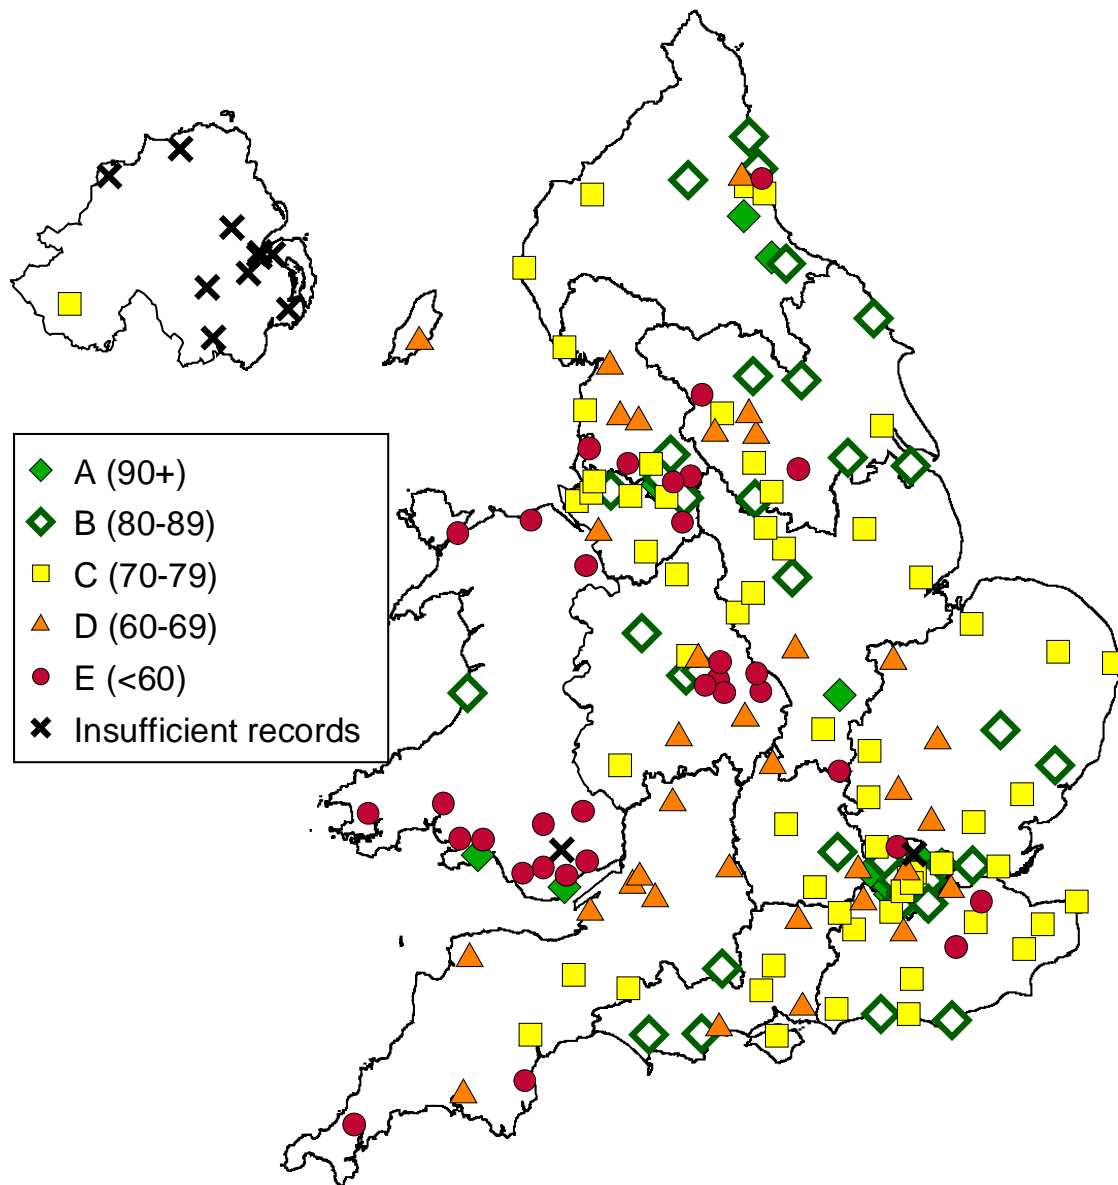 A (90+)
B (80-89)
C (70-79)
D (60-69)
E (<60)
Insufficient records